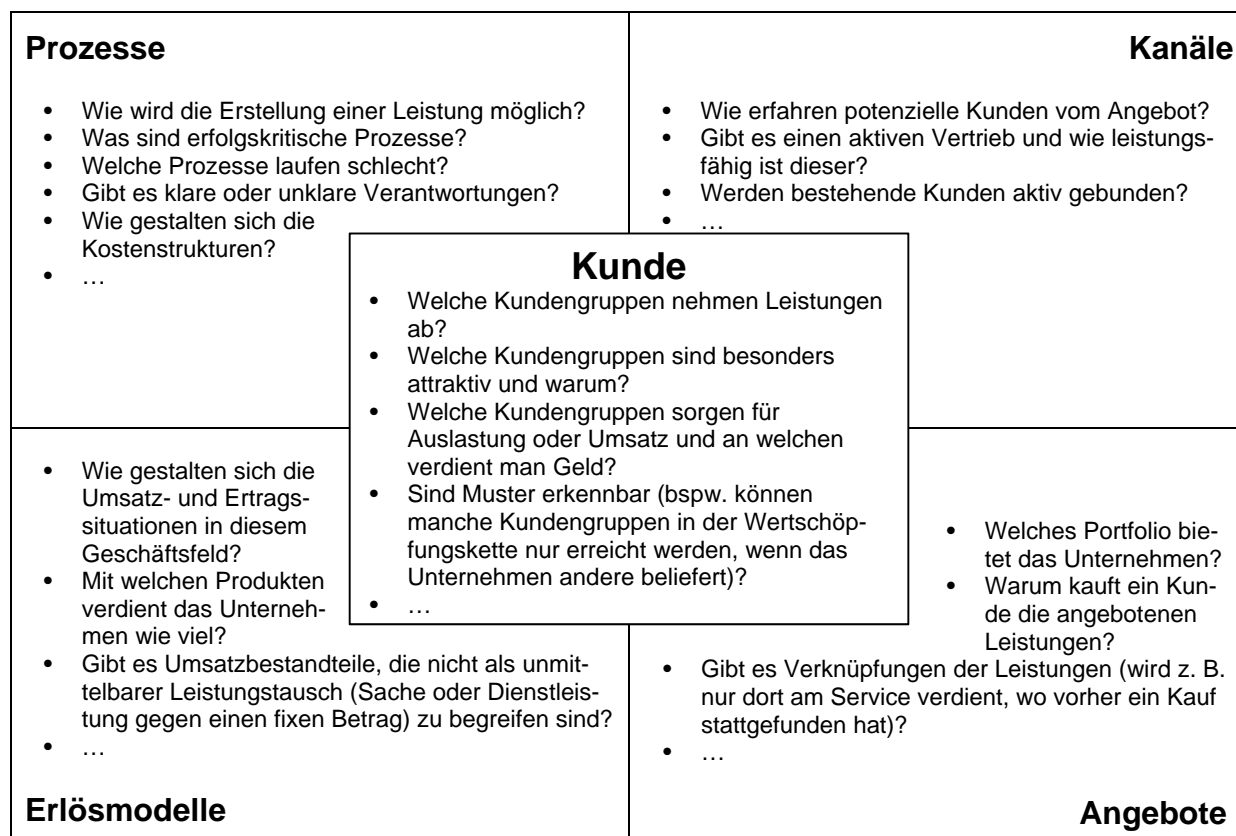 Prozesse
• Wie wird die Erstellung einer Leistung möglich?
• Was sind erfolgskritische Prozesse?
• Welche Prozesse laufen schlecht?
• Gibt es klare oder unklare Verantwortungen?
• Wie gestalten sich die
Kostenstrukturen?
• …
Kanäle
• Wie erfahren potenzielle Kunden vom Angebot?
• Gibt es einen aktiven Vertrieb und wie leistungs-
fähig ist dieser?
• Werden bestehende Kunden aktiv gebunden?
• …
Kunde
• Welche Kundengruppen nehmen Leistungen
ab?
• Welche Kundengruppen sind besonders
attraktiv und warum?
• Welche Kundengruppen sorgen für
Auslastung oder Umsatz und an welchen
verdient man Geld?
• Sind Muster erkennbar (bspw. können
manche Kundengruppen in der Wertschöp-
fungskette nur erreicht werden, wenn das
Unternehmen andere beliefert)?
• …
• Wie gestalten sich die
Umsatz- und Ertrags-
situationen in diesem
Geschäftsfeld?
• Mit welchen Produkten
verdient das Unterneh-
men wie viel?
• Gibt es Umsatzbestandteile, die nicht als unmit-
telbarer Leistungstausch (Sache oder Dienstleis-
tung gegen einen fixen Betrag) zu begreifen sind?
• …
Erlösmodelle
• Welches Portfolio bie-
tet das Unternehmen?
• Warum kauft ein Kun-
de die angebotenen
Leistungen?
• Gibt es Verknüpfungen der Leistungen (wird z. B.
nur dort am Service verdient, wo vorher ein Kauf
stattgefunden hat)?
• …
Angebote